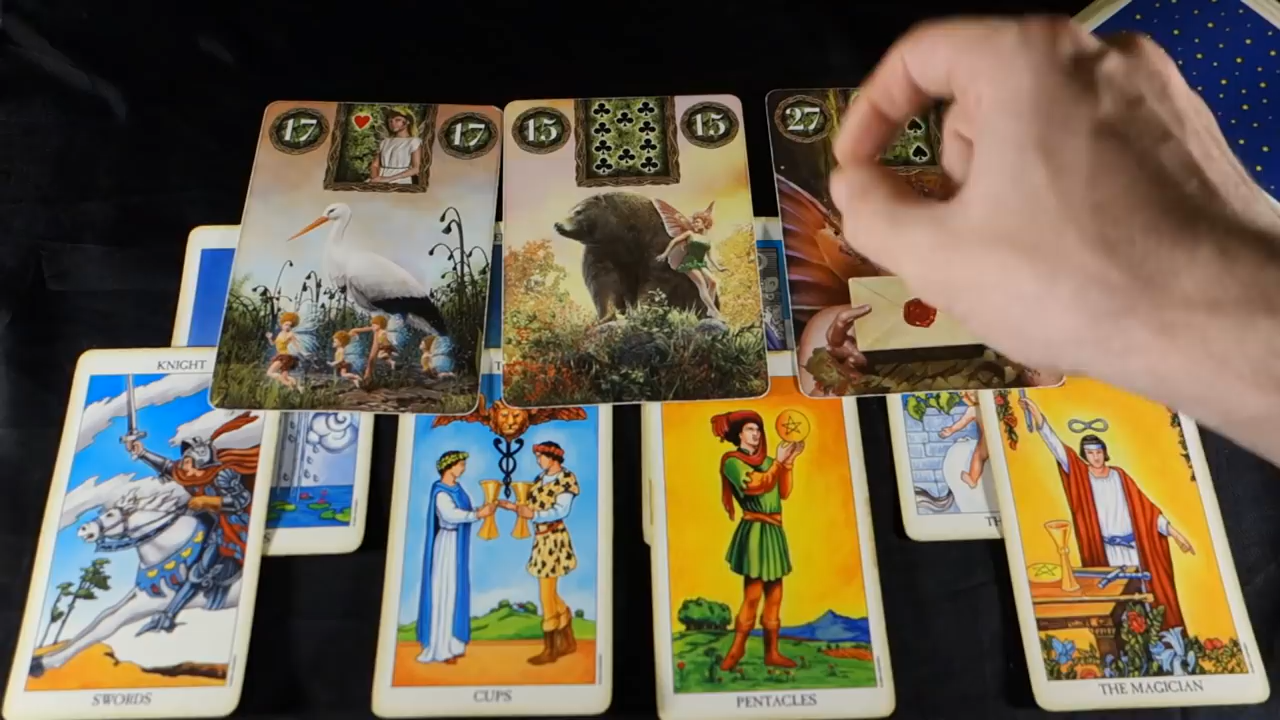 17 17
15 15
27
KNIGHT
SWORDS
CUPS
PENTACLES
THE MAGICIAN